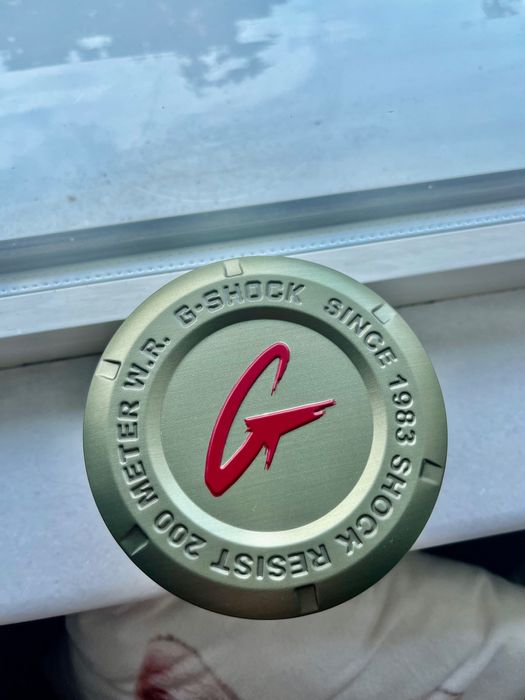 G-SHOCK SINCE 1983 SHOCK RESIST 200 METER W.R.
G